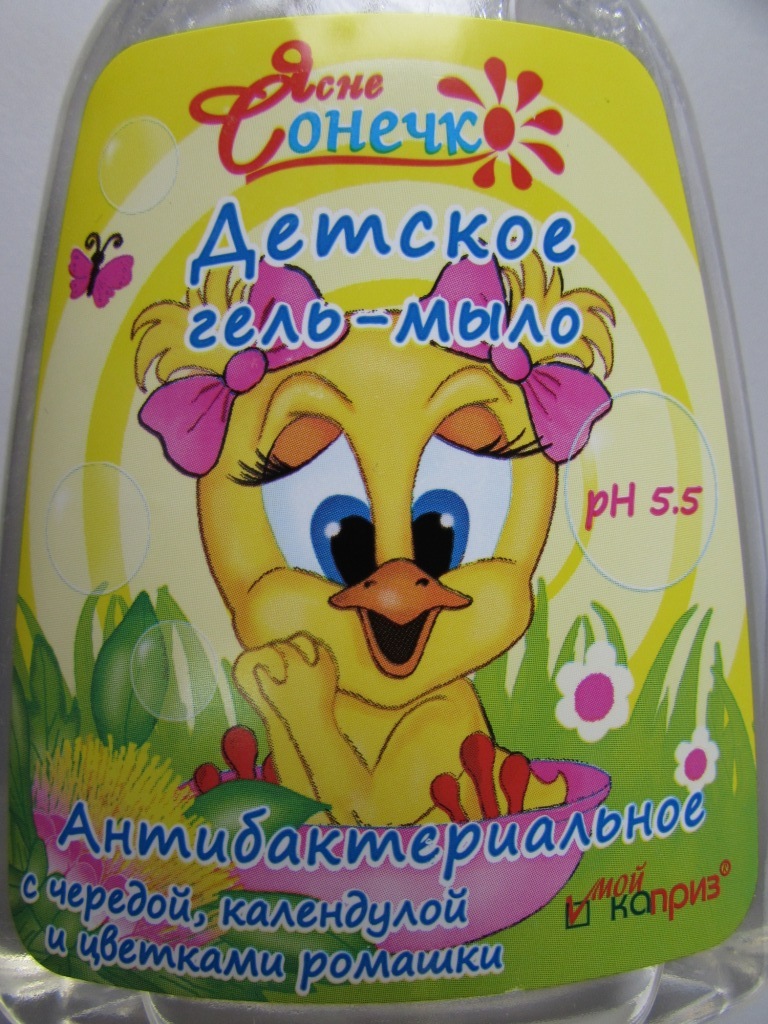 Ясне
Сонечко
Детское
гель-мыло
pH 5.5
Антибактериальное
с чередой, календулой
и цветками ромашки
мой
каприз®